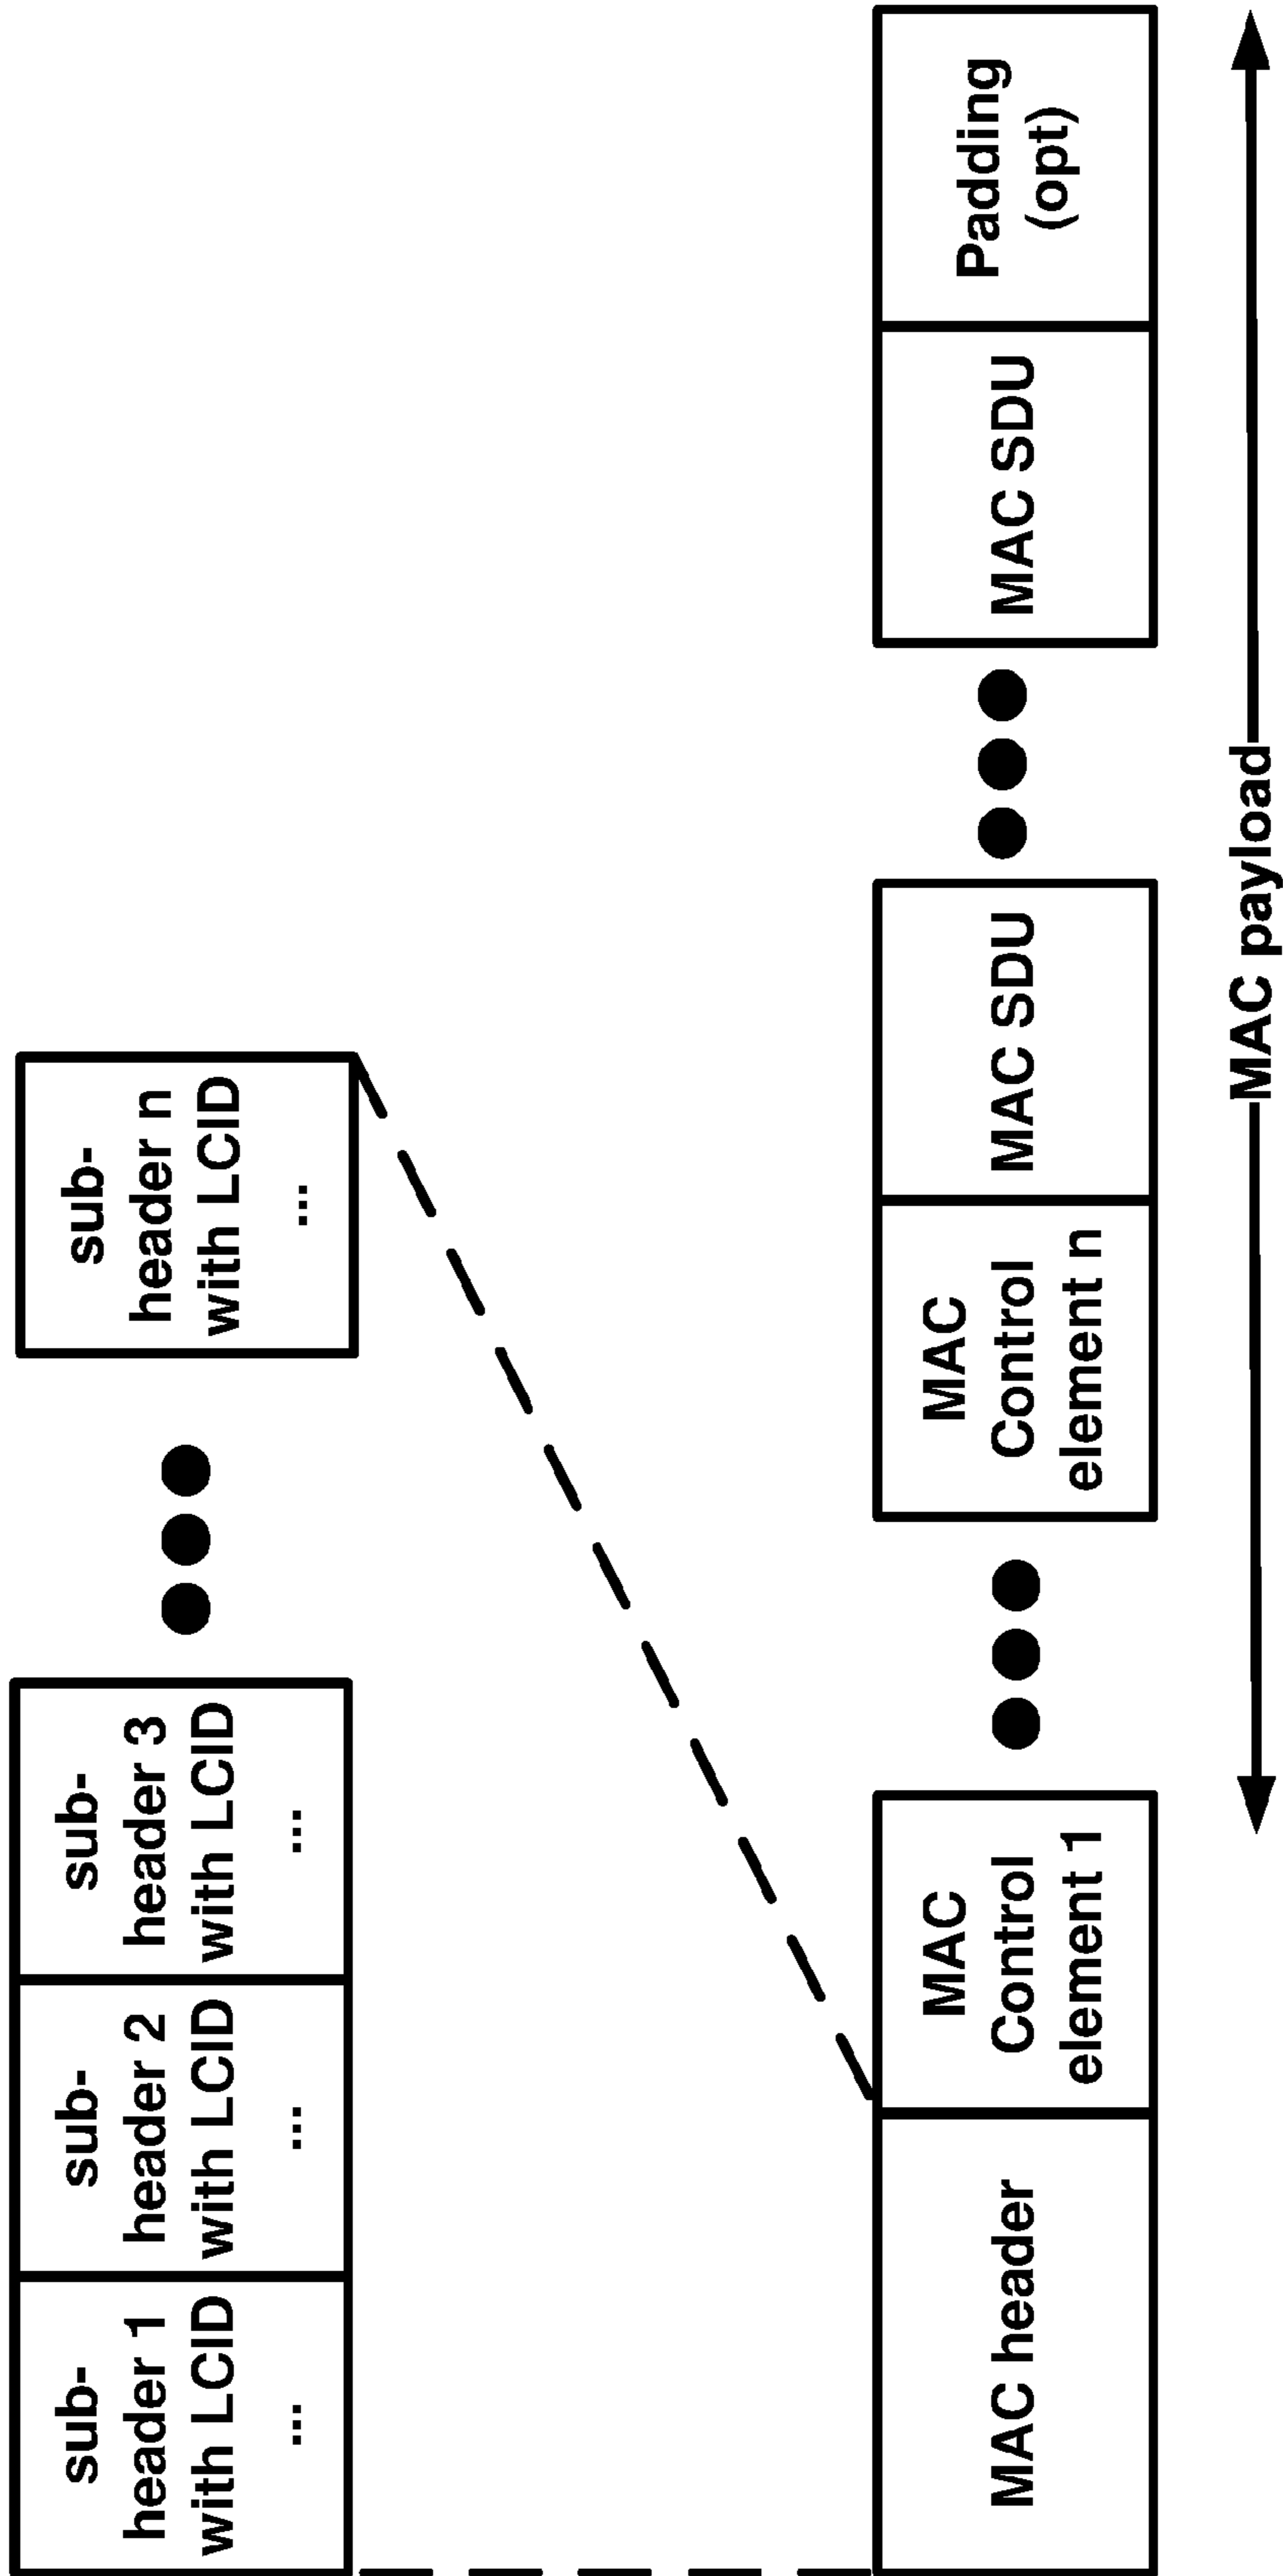 sub-
header 1
with LCID
...
sub-
header 2
with LCID
...
sub-
header 3
with LCID
...
sub-
header n
with LCID
...
MAC header
MAC
Control
element 1
MAC
Control
element n
MAC SDU
MAC SDU
Padding
(opt)
MAC payload